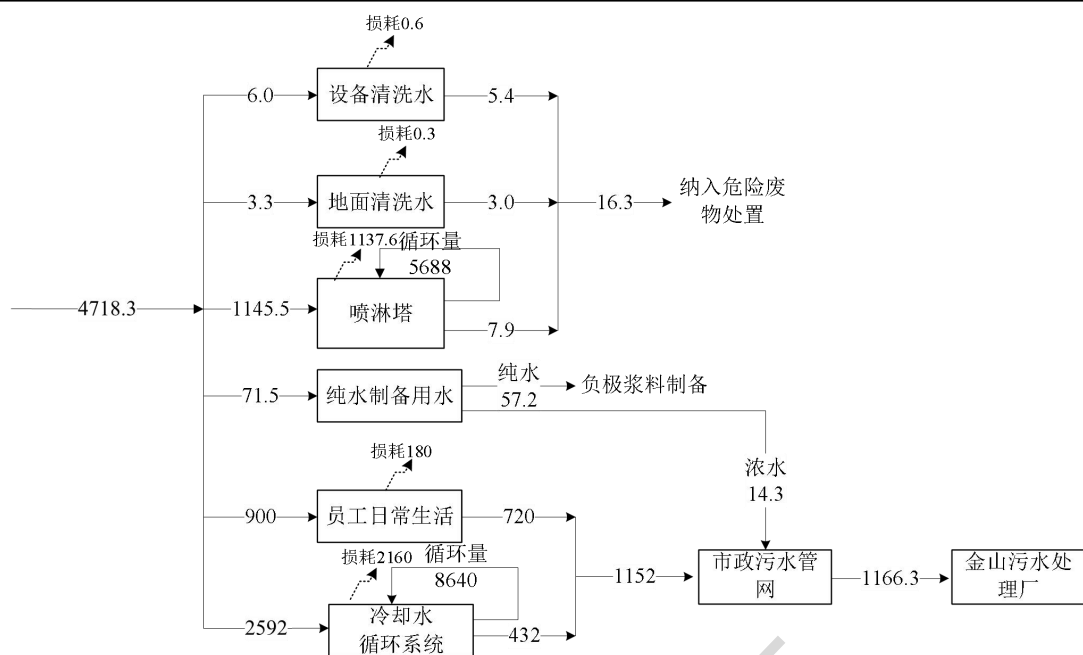 损耗0.6
6.0
设备清洗水
5.4
损耗0.3
3.3
地面清洗水
3.0
16.3
纳入危险废
物处置
损耗1137.6
循环量
5688
4718.3
1145.5
喷淋塔
7.9
71.5
纯水制备用水
纯水
57.2
负极浆料制备
浓水
14.3
损耗180
900
员工日常生活
720
损耗2160
循环量
8640
1152
市政污水管
网
1166.3
金山污水处
理厂
2592
冷却水
循环系统
432